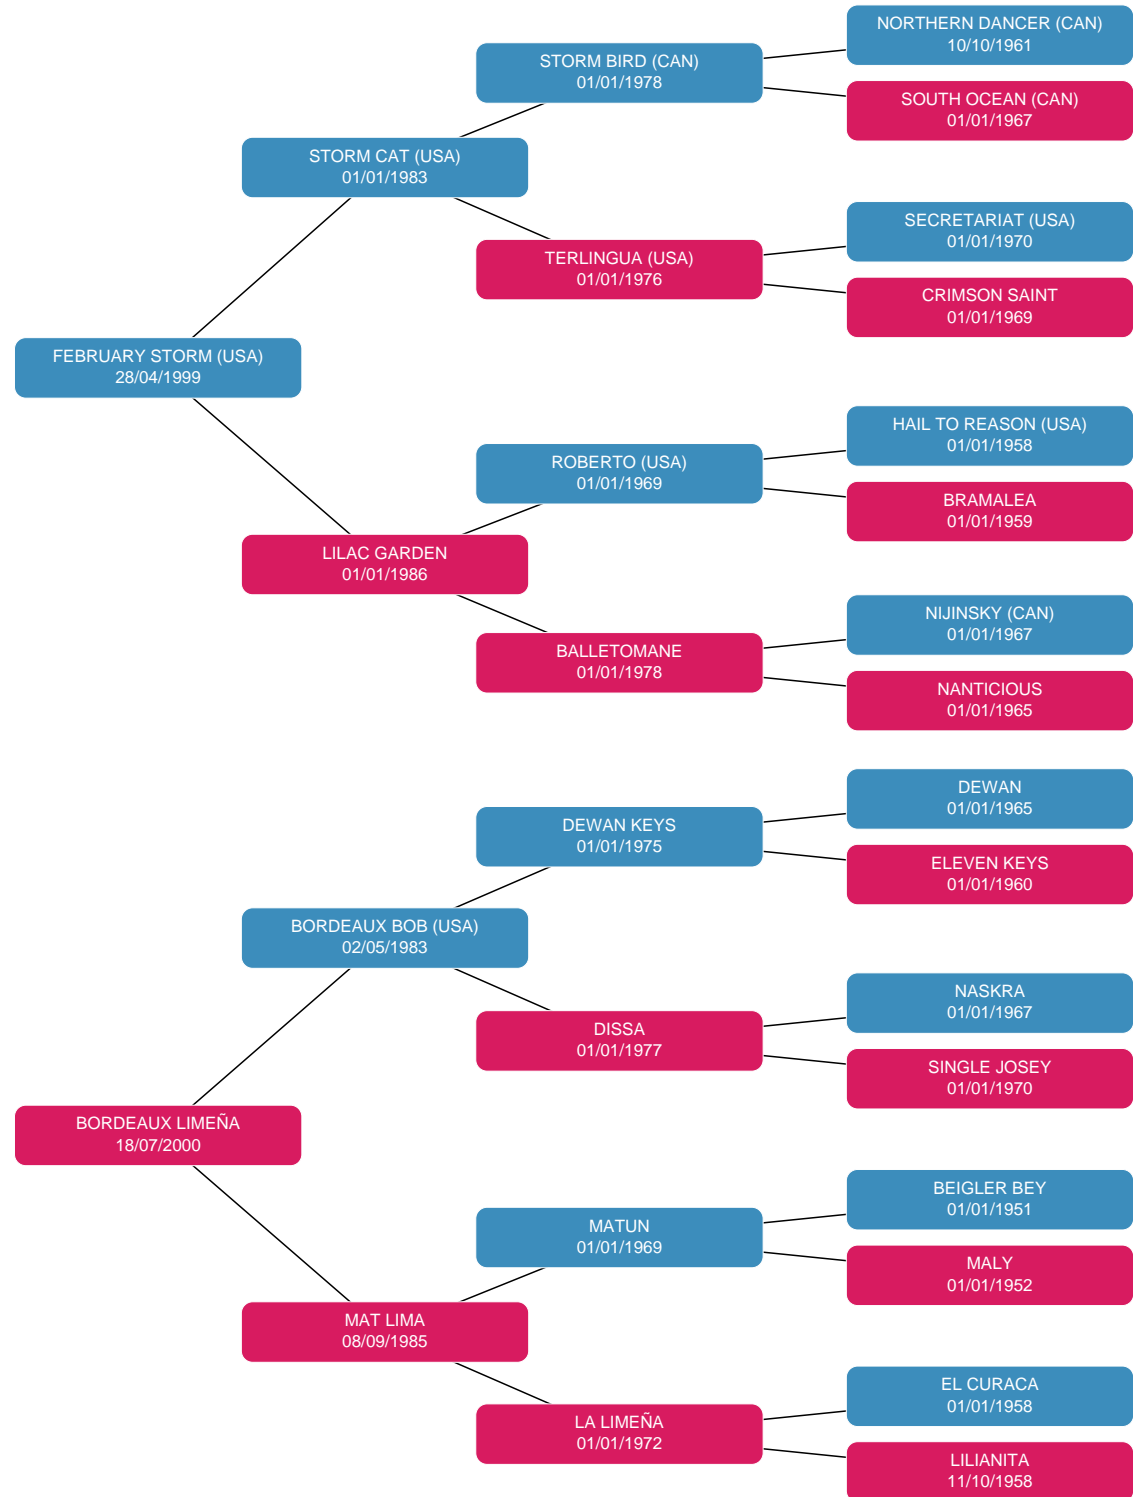 NORTHERN DANCER (CAN)
10/10/1961
STORM BIRD (CAN)
01/01/1978
SOUTH OCEAN (CAN)
01/01/1967
STORM CAT (USA)
01/01/1983
SECRETARIAT (USA)
01/01/1970
TERLINGUA (USA)
01/01/1976
CRIMSON SAINT
01/01/1969
FEBRUARY STORM (USA)
28/04/1999
HAIL TO REASON (USA)
01/01/1958
ROBERTO (USA)
01/01/1969
BRAMALEA
01/01/1959
LILAC GARDEN
01/01/1986
NIJINSKY (CAN)
01/01/1967
BALLETOMANE
01/01/1978
NANTICIOUS
01/01/1965
DEWAN
01/01/1965
DEWAN KEYS
01/01/1975
ELEVEN KEYS
01/01/1960
BORDEAUX BOB (USA)
02/05/1983
NASKRA
01/01/1967
DISSA
01/01/1977
SINGLE JOSEY
01/01/1970
BORDEAUX LIMEÑA
18/07/2000
BEIGLER BEY
01/01/1951
MATUN
01/01/1969
MALY
01/01/1952
MAT LIMA
08/09/1985
EL CURACA
01/01/1958
LA LIMEÑA
01/01/1972
LILIANITA
11/10/1958